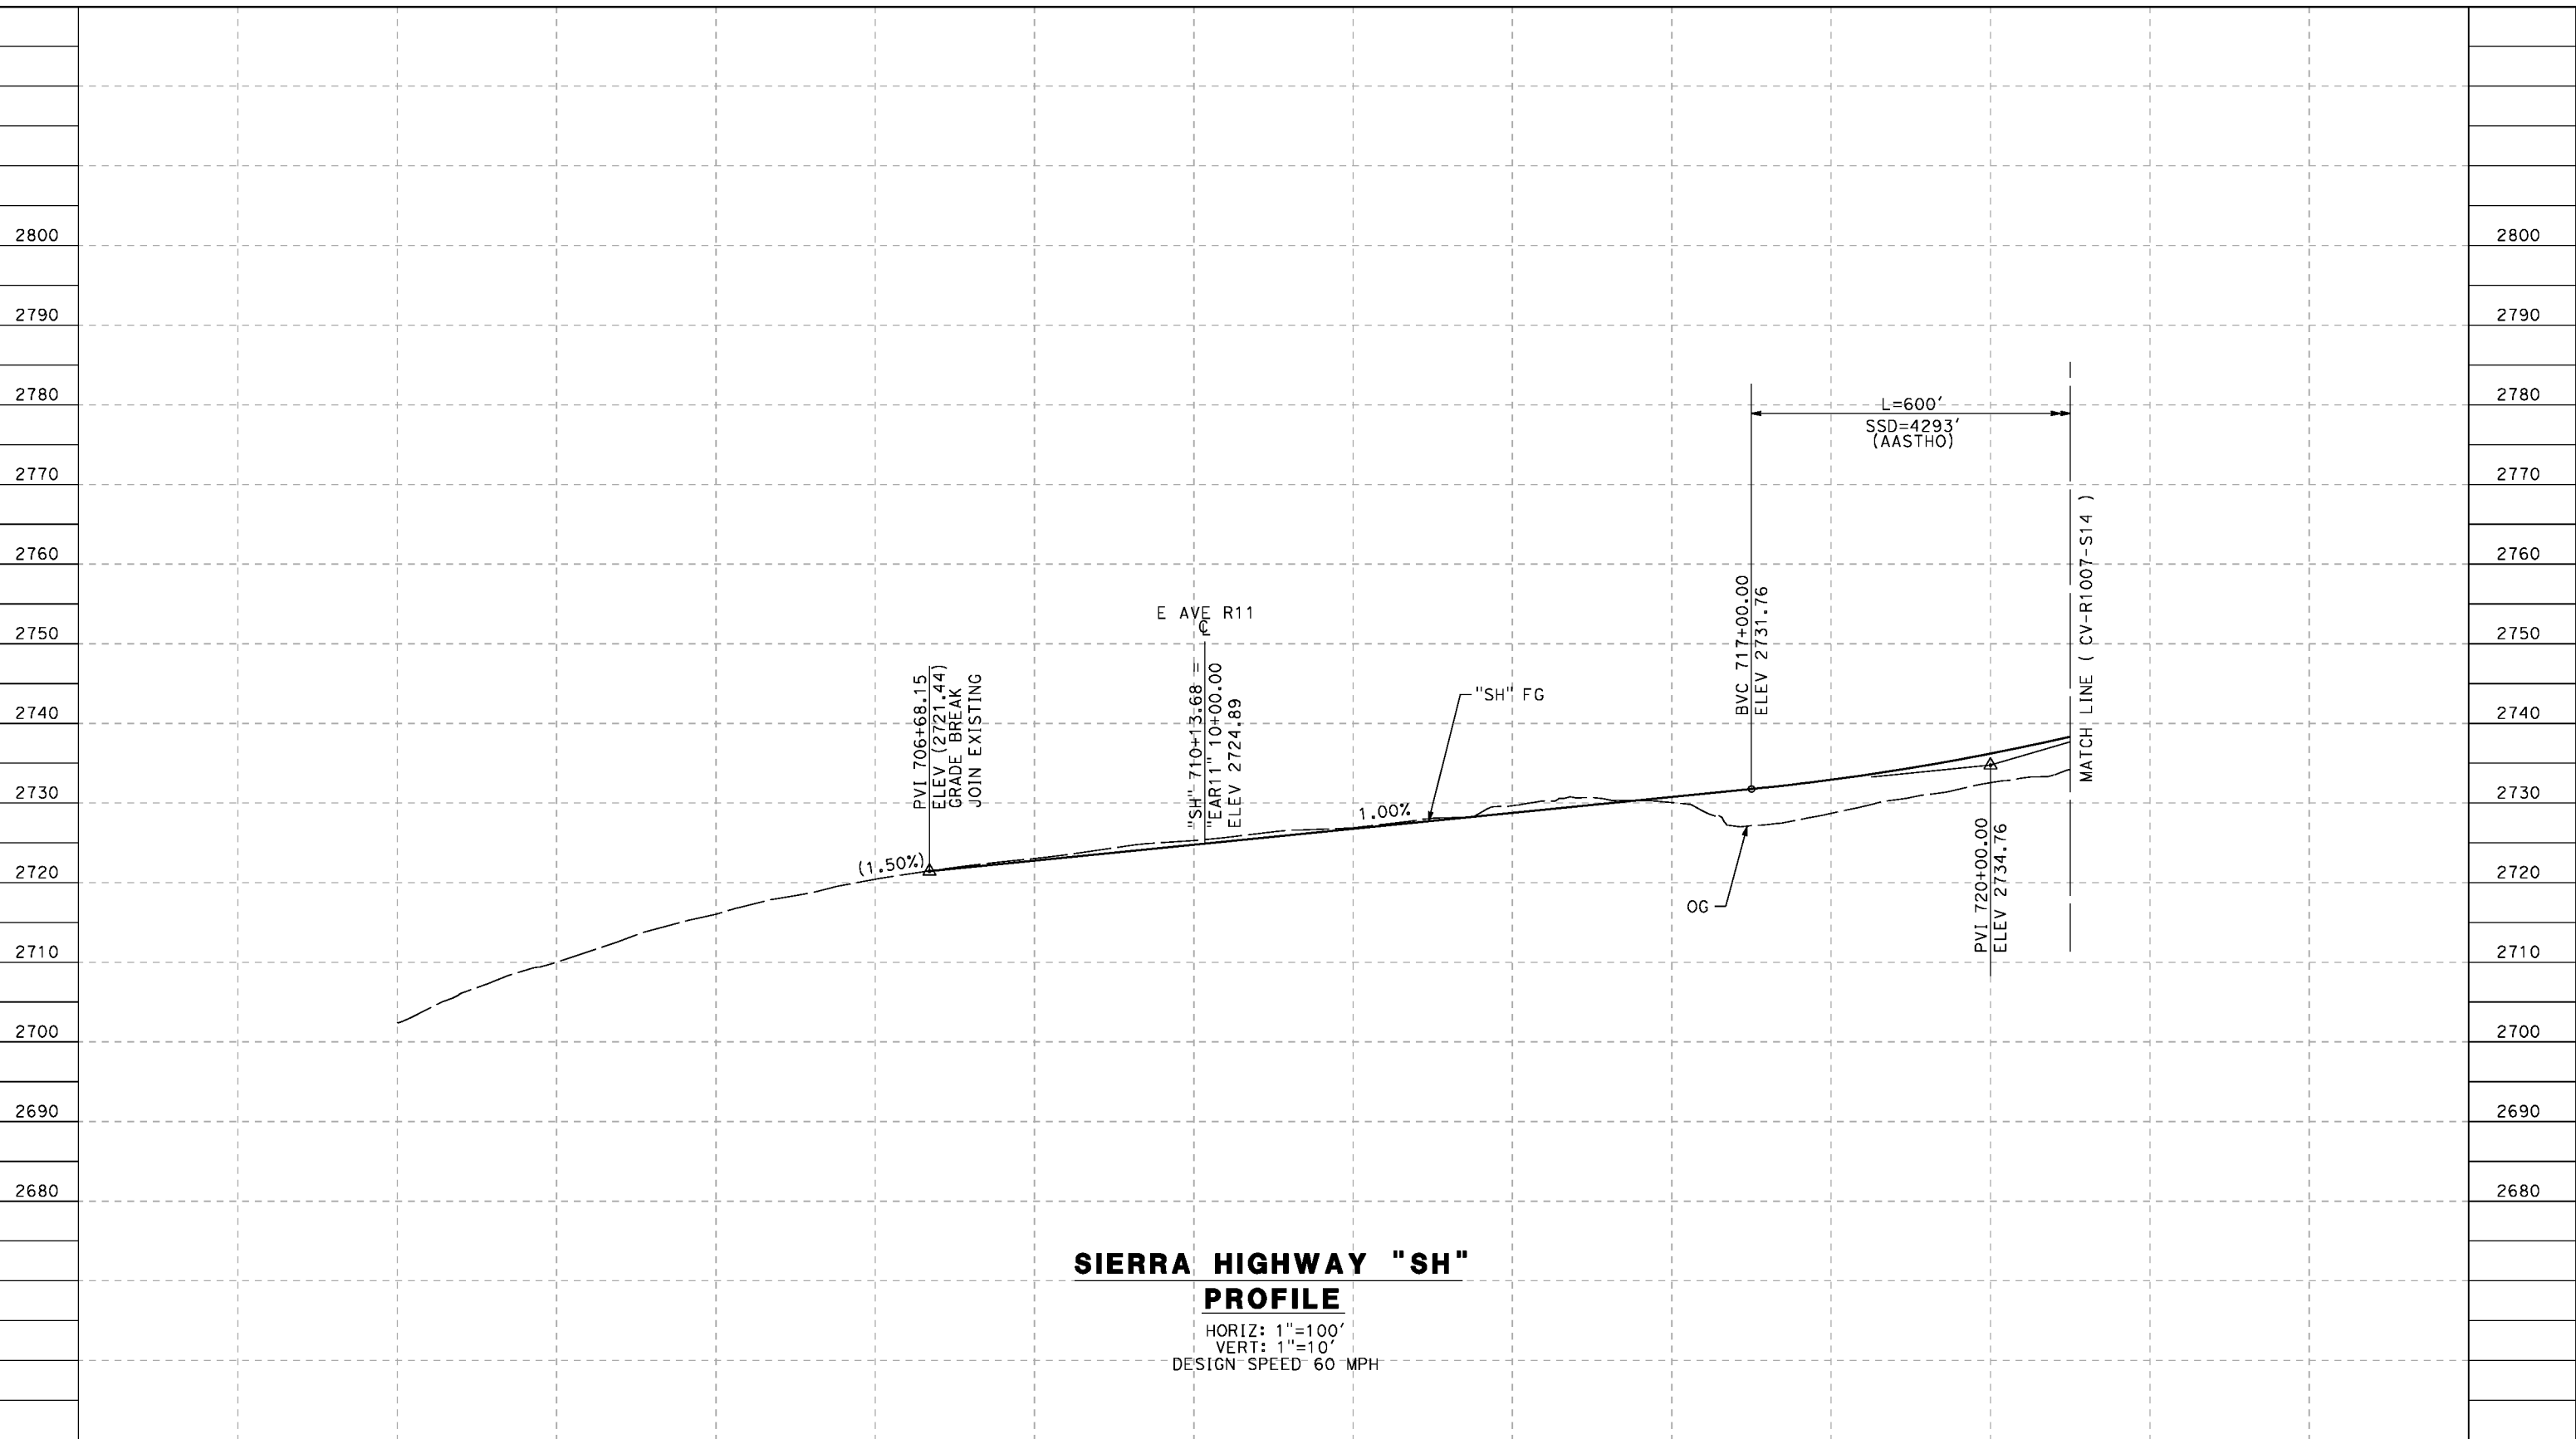 2800
2790
2780
2770
2760
2750
2740
2730
2720
2710
2700
2690
2680
2800
2790
2780
2770
2760
2750
2740
2730
2720
2710
2700
2690
2680
(1.50%)
PVI 706+68.15
ELEV (2721.44)
GRADE BREAK
JOIN EXISTING
E AVE R11
℄
"SH" 710+13.68 =
"EAR11" 10+00.00
ELEV 2724.89
1.00%
"SH" FG
OG
BVC 717+00.00
ELEV 2731.76
L=600'
SSD=4293'
(AASTHO)
PVI 720+00.00
ELEV 2734.76
MATCH LINE ( CV-R1007-S14 )
SIERRA HIGHWAY "SH"
PROFILE
HORIZ: 1"=100'
VERT: 1"=10'
DESIGN SPEED 60 MPH